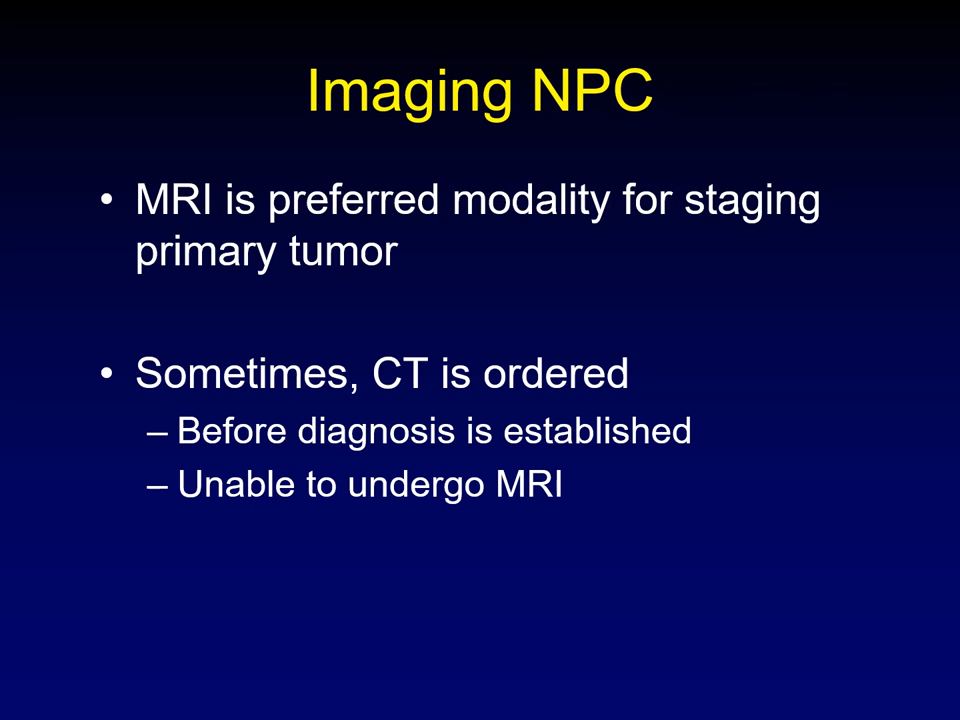 Imaging NPC
• MRI is preferred modality for staging
primary tumor
• Sometimes, CT is ordered
– Before diagnosis is established
– Unable to undergo MRI